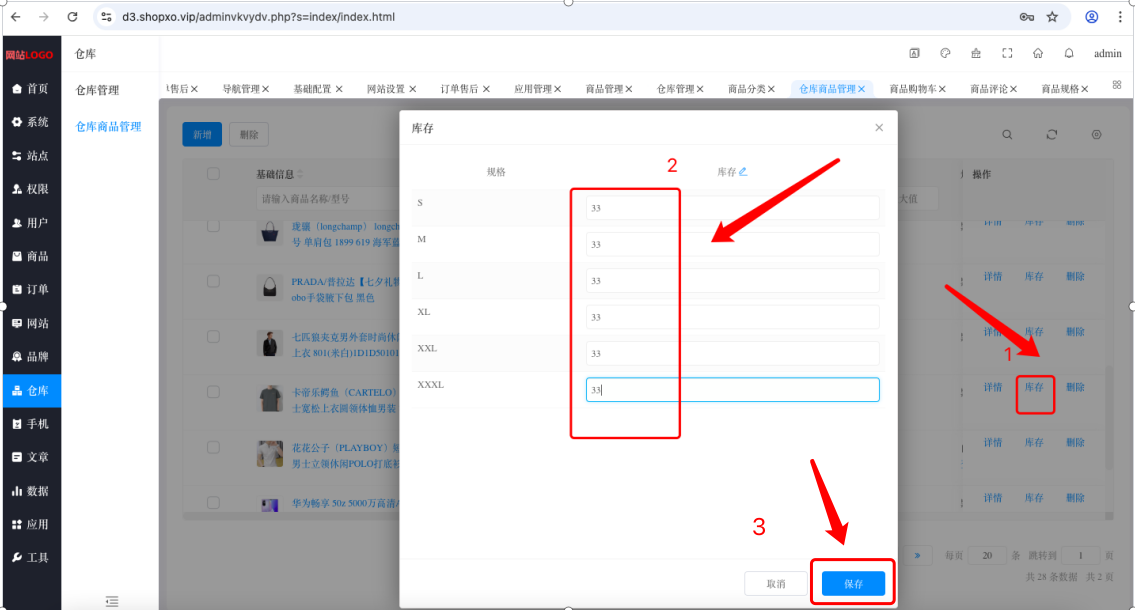 d3.shopxo.vip/adminvkvydv.php?s=index/index.html
网站LOGO
仓库
admin
首页
系统
站点
权限
用户
商品
订单
网站
品牌
仓库
手机
文章
数据
应用
工具
仓库管理
仓库商品管理
售后 × 导航管理 × 基础配置 × 网站设置 × 订单售后 × 应用管理 × 商品管理 × 仓库管理 × 商品分类 × 仓库商品管理 × 商品购物车 × 商品评论 × 商品规格 ×
新增 删除
基础信息
操作
请输入商品名称/型号
大值
珑骧（longchamp）longch
号 单肩包 1899 619 海军蓝
详情 库存 删除
PRADA/普拉达【七夕礼物
obo手袋腋下包 黑色
详情 库存 删除
七匹狼夹克男外套时尚休闲
上衣 801(米白)1D1D50101
详情 库存 删除
卡帝乐鳄鱼（CARTELO）
士宽松上衣圆领体恤男装
详情 库存 删除
花花公子（PLAYBOY）
男士立领休闲POLO打底衫
详情 库存 删除
华为畅享 50z 5000万高清
详情 库存 删除
库存
规格 库存
S 33
M 33
L 33
XL 33
XXL 33
XXXL 33
取消 保存
1
2
3
» 每页 20 条 跳转到 1 页
共 28 条数据 共 2 页